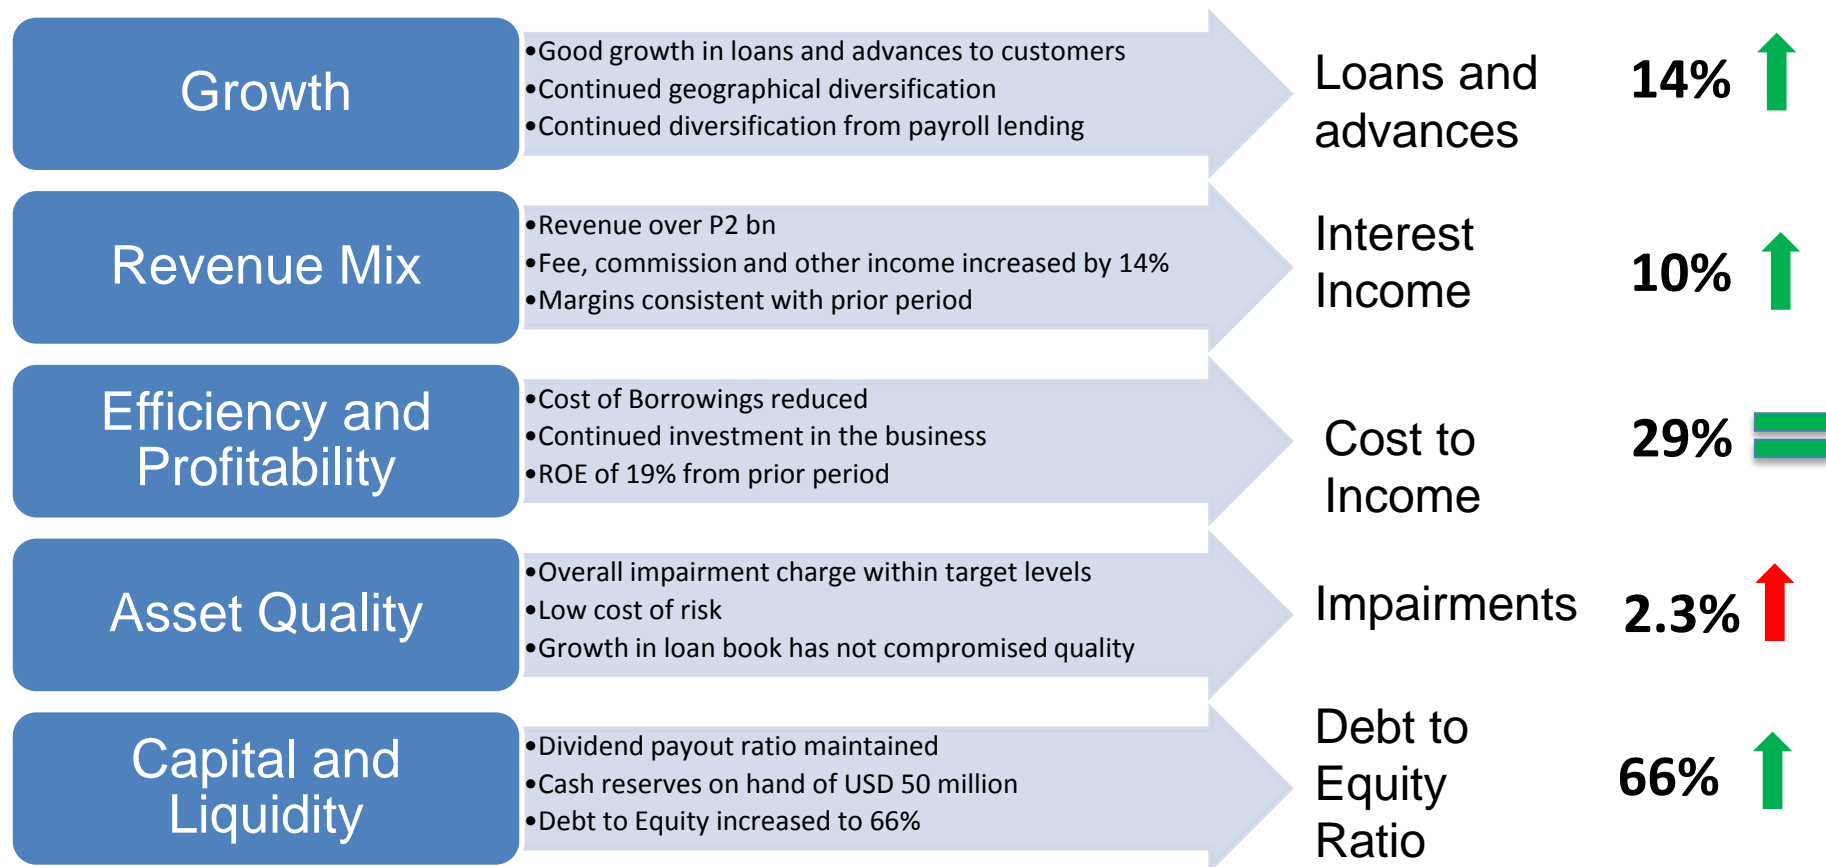 Growth
•Good growth in loans and advances to customers
•Continued geographical diversification
•Continued diversification from payroll lending
Loans and
advances
14%
Revenue Mix
•Revenue over P2 bn
•Fee, commission and other income increased by 14%
•Margins consistent with prior period
Interest
Income
10%
Efficiency and
Profitability
•Cost of Borrowings reduced
•Continued investment in the business
•ROE of 19% from prior period
Cost to
Income
29%
Asset Quality
•Overall impairment charge within target levels
•Low cost of risk
•Growth in loan book has not compromised quality
Impairments
2.3%
Capital and
Liquidity
•Dividend payout ratio maintained
•Cash reserves on hand of USD 50 million
•Debt to Equity increased to 66%
Debt to
Equity
Ratio
66%